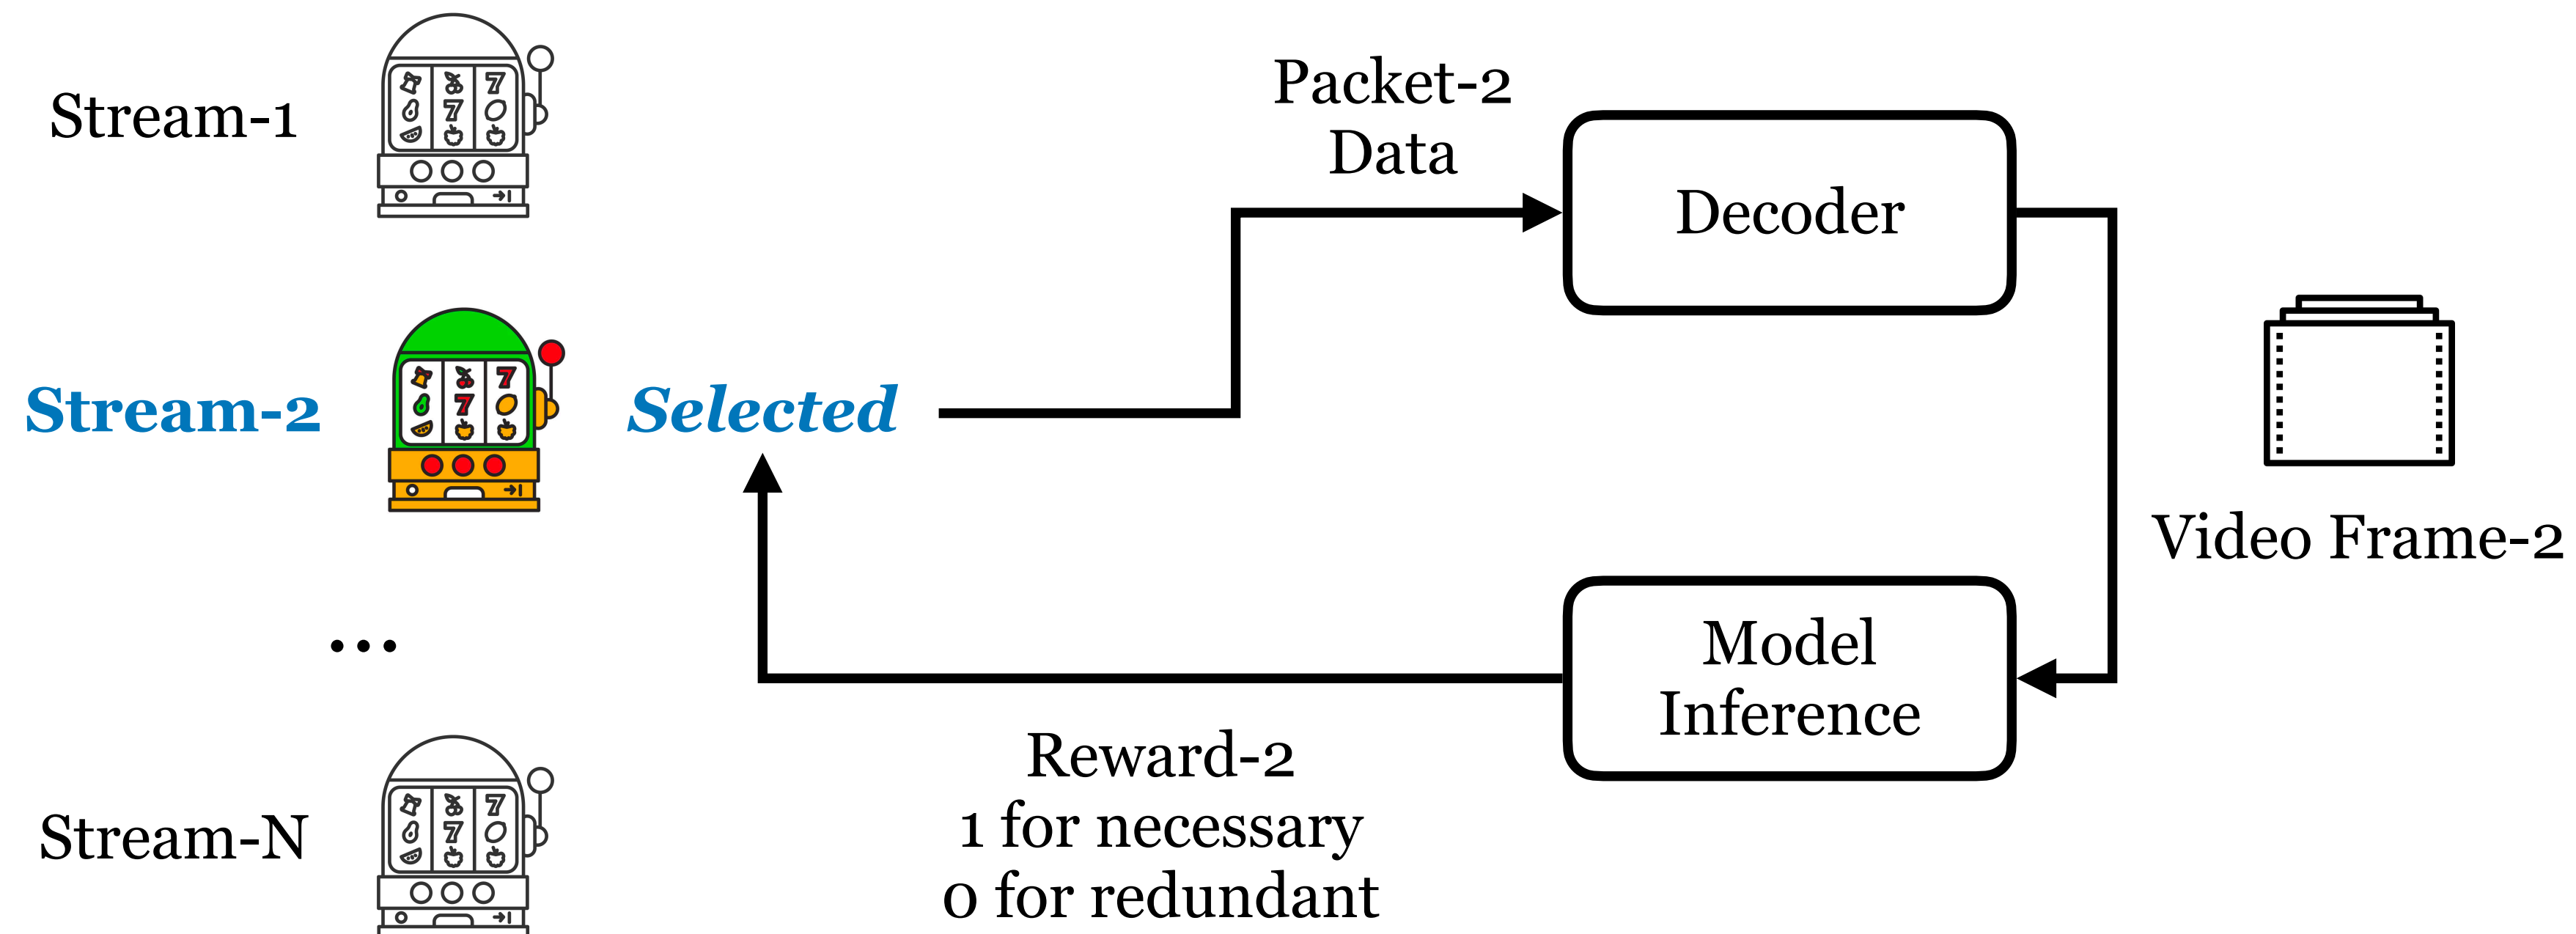 Stream-1
Packet-2
Data
Decoder
Stream-2
Selected
Video Frame-2
...
Model
Inference
Reward-2
1 for necessary
0 for redundant
Stream-N